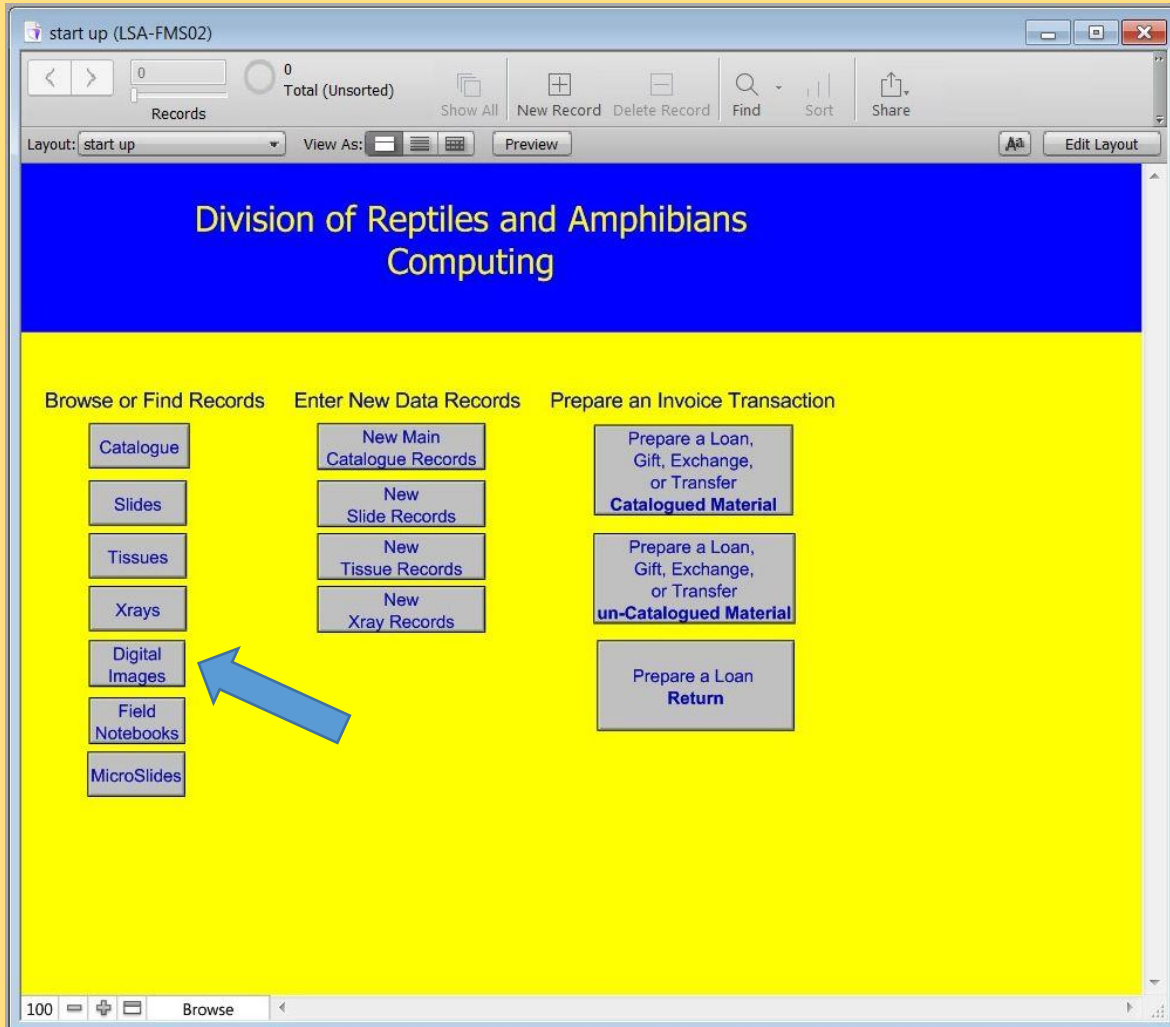 start up (LSA-FMS02)
0
Records
0
Total (Unsorted)
Show All
New Record
Delete Record
Find
Sort
Share
Layout: start up
View As:
Preview
Aa
Edit Layout
Division of Reptiles and Amphibians
Computing
Browse or Find Records
Catalogue
Slides
Tissues
Xrays
Digital
Images
Field
Notebooks
MicroSlides
Enter New Data Records
New Main
Catalogue Records
New
Slide Records
New
Tissue Records
New
Xray Records
Prepare an Invoice Transaction
Prepare a Loan,
Gift, Exchange,
or Transfer
Catalogued Material
Prepare a Loan,
Gift, Exchange,
or Transfer
un-Catalogued Material
Prepare a Loan
Return
100
Browse